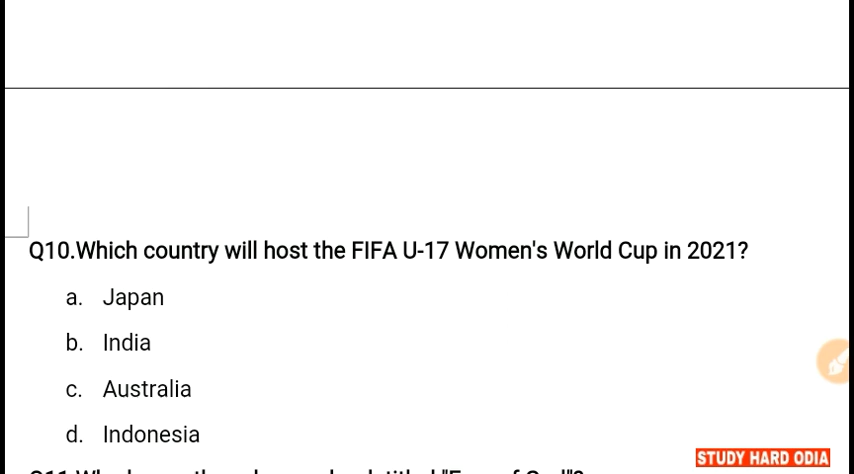 Q10.Which country will host the FIFA U-17 Women's World Cup in 2021?
a. Japan
b. India
c. Australia
d. Indonesia
STUDY HARD ODIA